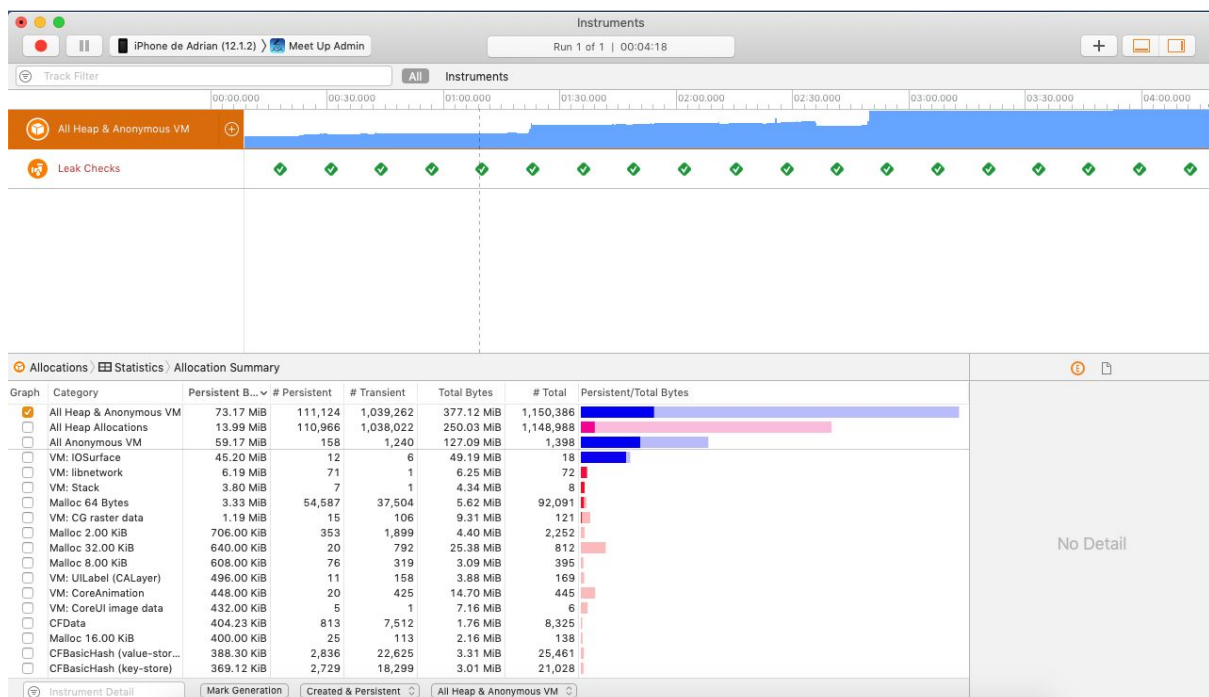 Instruments
iPhone de Adrian (12.1.2) 〉 Meet Up Admin
Run 1 of 1 | 00:04:18
Track Filter
All Instruments
00:00.000 00:30.000 01:00.000 01:30.000 02:00.000 02:30.000 03:00.000 03:30.000 04:00.000
All Heap & Anonymous VM
Leak Checks
Allocations 〉 Statistics 〉 Allocation Summary
Graph Category Persistent B... # Persistent # Transient Total Bytes # Total Persistent/Total Bytes
All Heap & Anonymous VM 73.17 MiB 111,124 1,039,262 377.12 MiB 1,150,386
All Heap Allocations 13.99 MiB 110,966 1,038,022 250.03 MiB 1,148,988
All Anonymous VM 59.17 MiB 158 1,240 127.09 MiB 1,398
VM: IOSurface 45.20 MiB 12 6 49.19 MiB 18
VM: libnetwork 6.19 MiB 71 1 6.25 MiB 72
VM: Stack 3.80 MiB 7 1 4.34 MiB 8
Malloc 64 Bytes 3.33 MiB 54,587 37,504 5.62 MiB 92,091
VM: CG raster data 1.19 MiB 15 106 9.31 MiB 121
Malloc 2.00 KiB 706.00 KiB 353 1,899 4.40 MiB 2,252
Malloc 32.00 KiB 640.00 KiB 20 792 25.38 MiB 812
Malloc 8.00 KiB 608.00 KiB 76 319 3.09 MiB 395
VM: UILabel (CALayer) 496.00 KiB 11 158 3.88 MiB 169
VM: CoreAnimation 448.00 KiB 20 425 14.70 MiB 445
VM: CoreUI image data 432.00 KiB 5 1 7.16 MiB 6
CFData 404.23 KiB 813 7,512 1.76 MiB 8,325
Malloc 16.00 KiB 400.00 KiB 25 113 2.16 MiB 138
CFBasicHash (value-stor... 388.30 KiB 2,836 22,625 3.31 MiB 25,461
CFBasicHash (key-store) 369.12 KiB 2,729 18,299 3.01 MiB 21,028
No Detail
Instrument Detail Mark Generation Created & Persistent All Heap & Anonymous VM